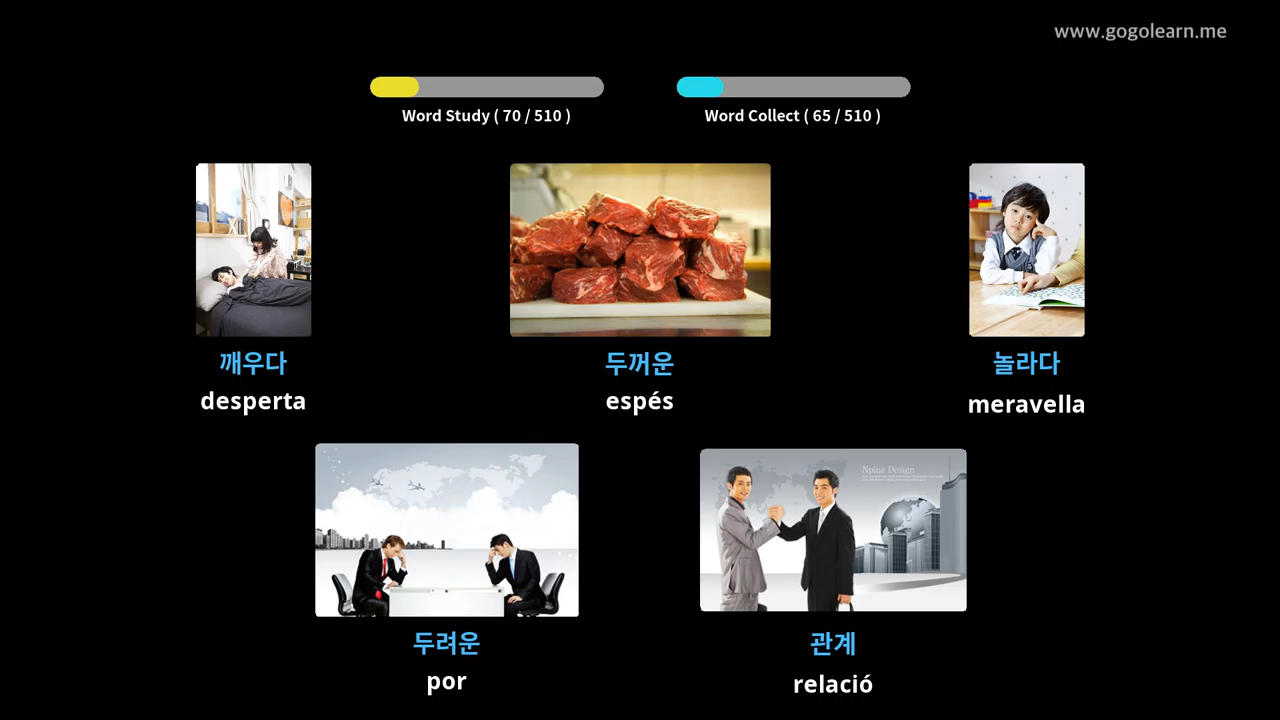 www.gogolearn.me
Word Study ( 70 / 510 )
Word Collect ( 65 / 510 )
깨우다
desperta
두꺼운
espés
놀라다
meravella
Npine Design
두려운
por
관계
relació